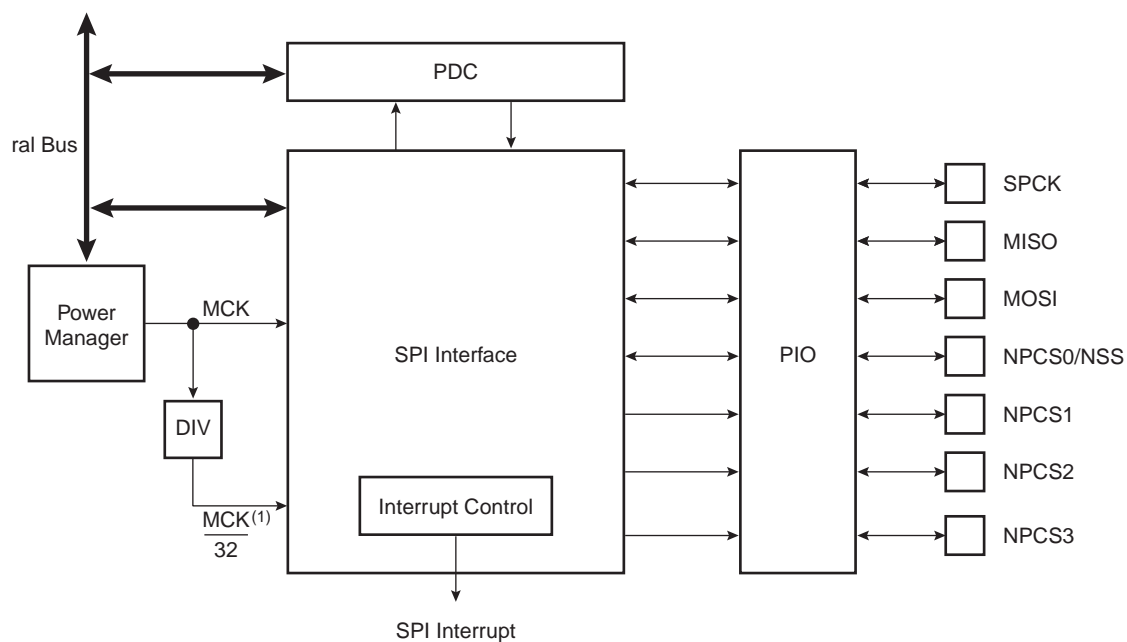 PDC
ral Bus
SPCK
MISO
Power
Manager
MCK
MOSI
SPI Interface
PIO
NPCS0/NSS
DIV
NPCS1
NPCS2
Interrupt Control
MCK(1)
32
NPCS3
SPI Interrupt